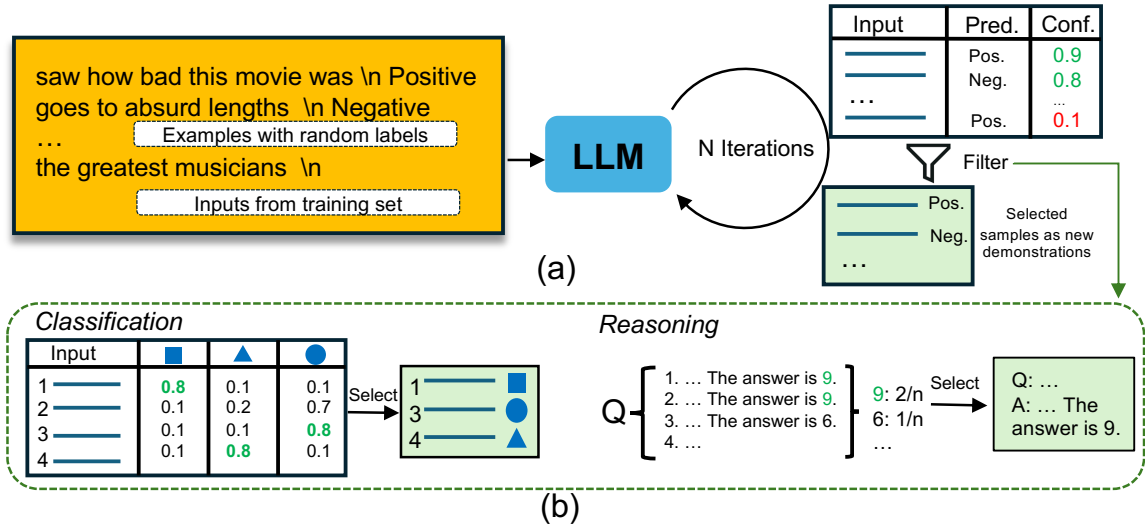 saw how bad this movie was \n Positive
goes to absurd lengths \n Negative
...
Examples with random labels
the greatest musicians \n
Inputs from training set
LLM
N Iterations
Input Pred. Conf.
Pos. 0.9
Neg. 0.8
... ...
Pos. 0.1
Filter
Pos.
Neg.
...
Selected
samples as new
demonstrations
(a)
Classification
Input
1 0.8 0.1 0.1
2 0.1 0.2 0.7
3 0.1 0.1 0.8
4 0.1 0.8 0.1
Select
1
3
4
Reasoning
Q
1. ... The answer is 9.
2. ... The answer is 9.
3. ... The answer is 6.
4. ...
9: 2/n
6: 1/n
...
Select
Q: ...
A: ... The
answer is 9.
(b)